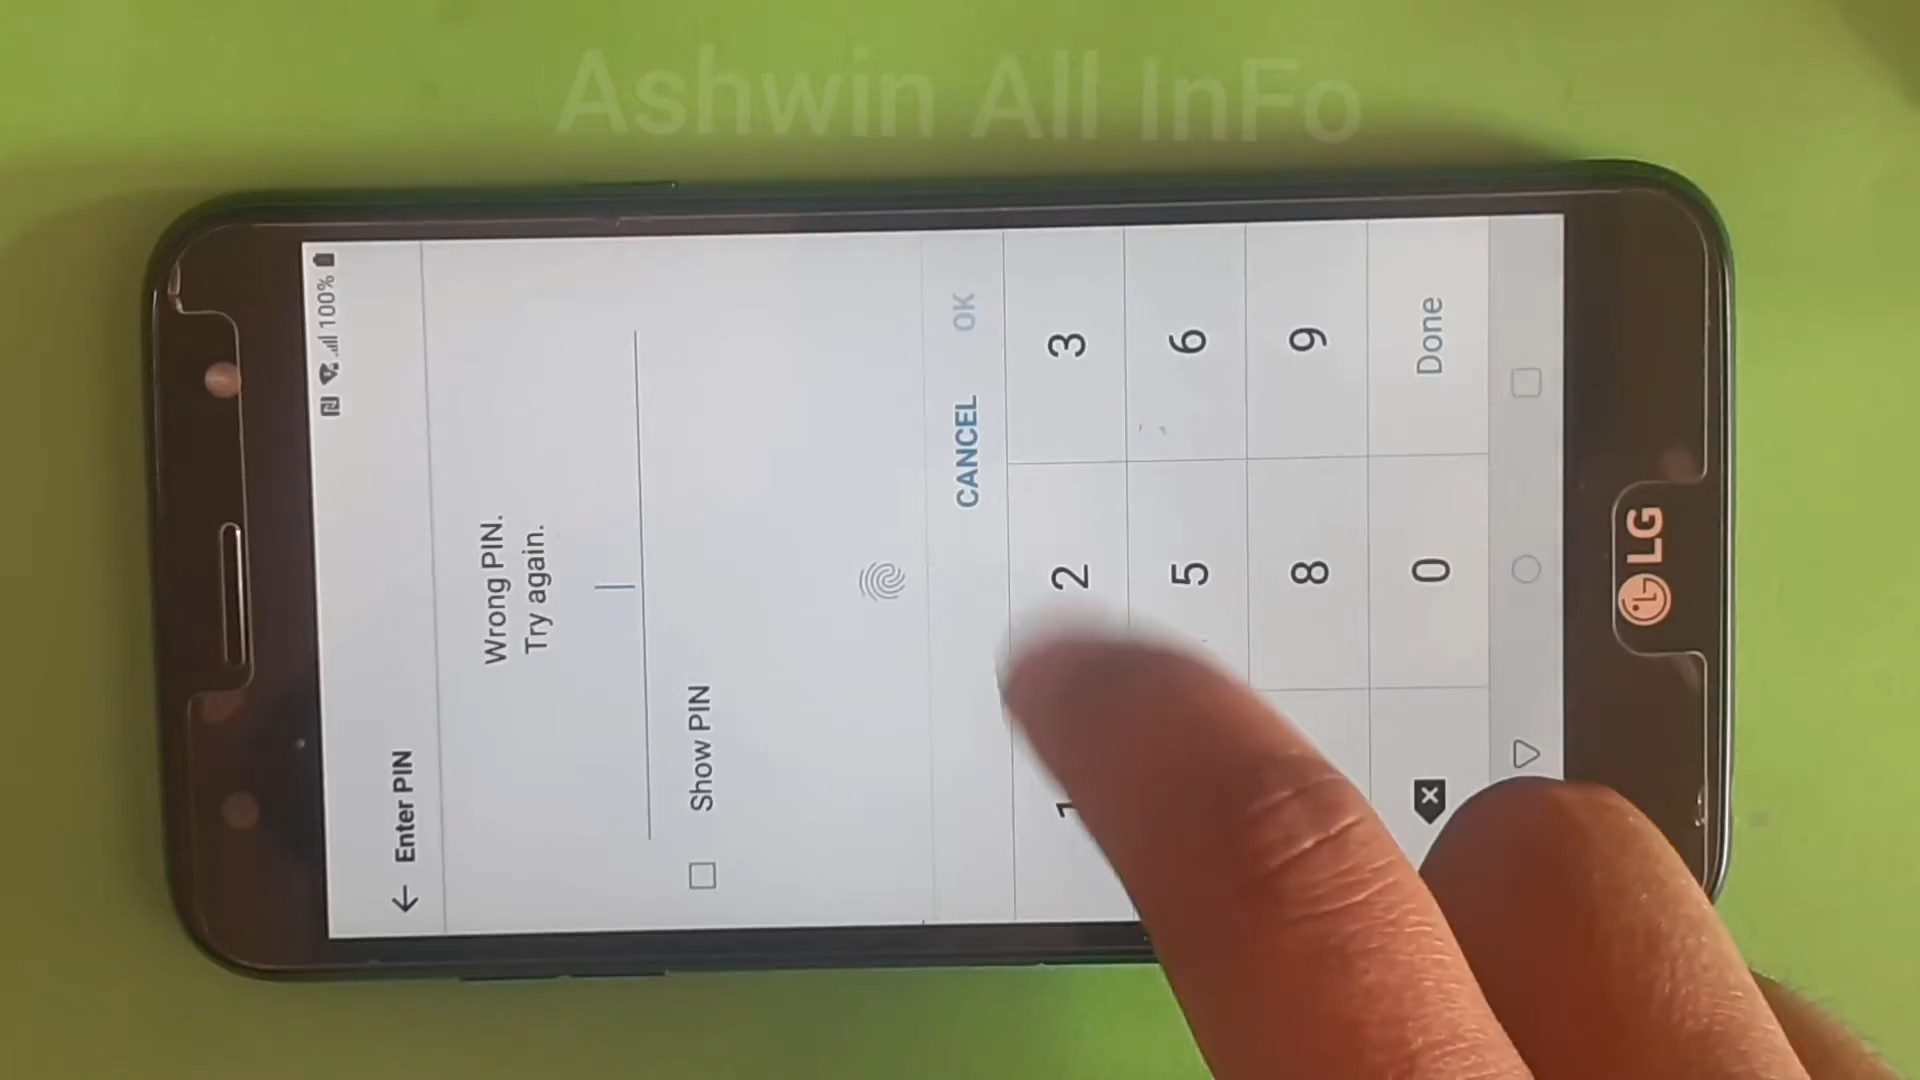 Ashwin All InFo
100%
Enter PIN
Wrong PIN.
Try again.
Show PIN
CANCEL OK
1 2 3
5 6
8 9
0 Done
LG